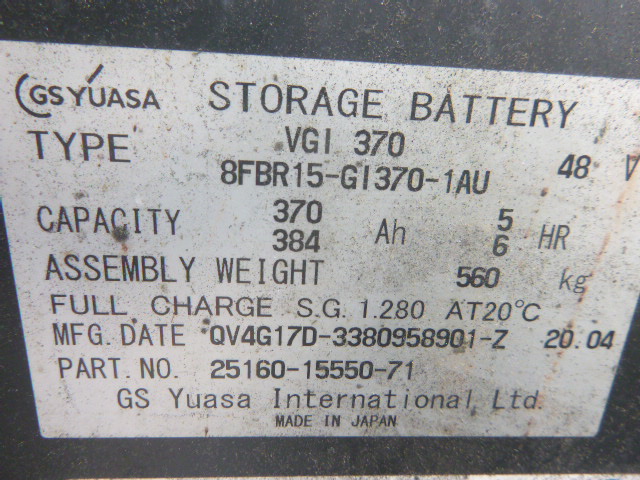 GS YUASA STORAGE BATTERY
TYPE VGI 370
8FBR15-GI370-1AU 48 V
CAPACITY 370 Ah 5 HR
384 6
ASSEMBLY WEIGHT 560 kg
FULL CHARGE S.G. 1.280 AT20°C
MFG. DATE QV4G17D-3380958901-Z 20.04
PART. NO. 25160-15550-71
GS Yuasa International Ltd.
MADE IN JAPAN